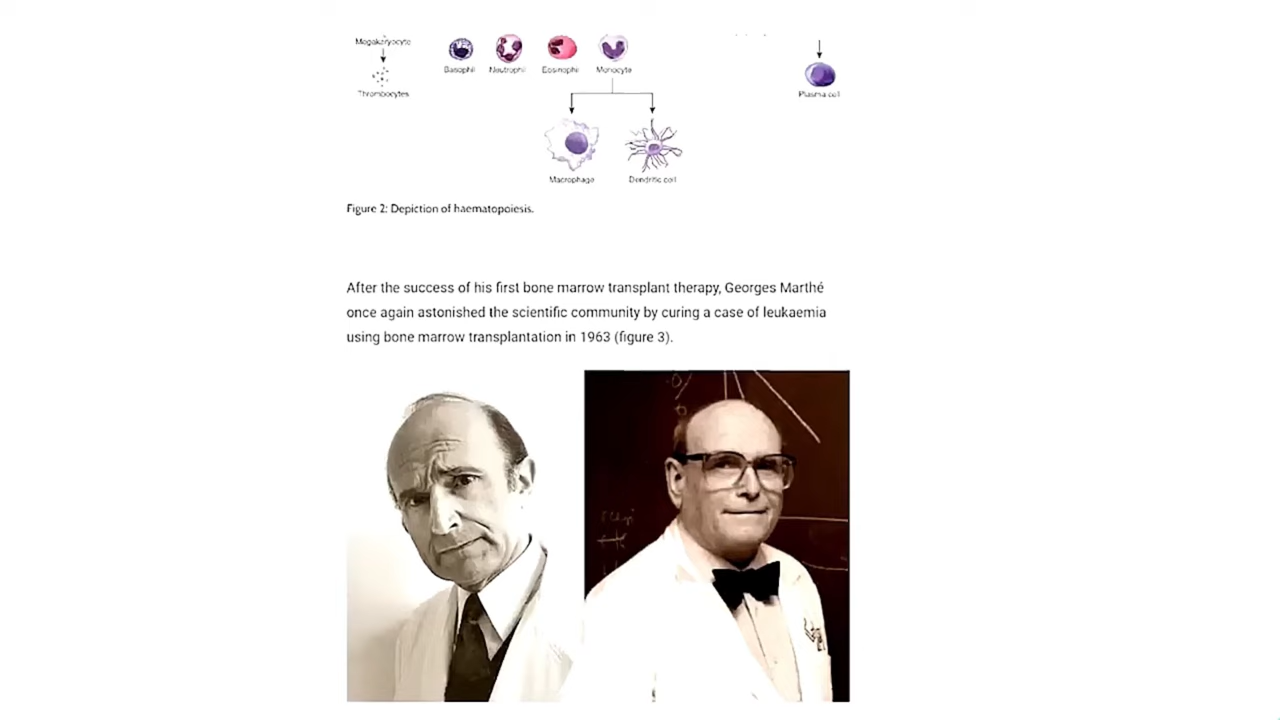 Megakaryocyte
Basophil Neutrophil Eosinophil Monocyte
Thrombocytes
Plasma cell
Macrophage Dendritic cell
Figure 2: Depiction of haematopoiesis.
After the success of his first bone marrow transplant therapy, Georges Marthé
once again astonished the scientific community by curing a case of leukaemia
using bone marrow transplantation in 1963 (figure 3).